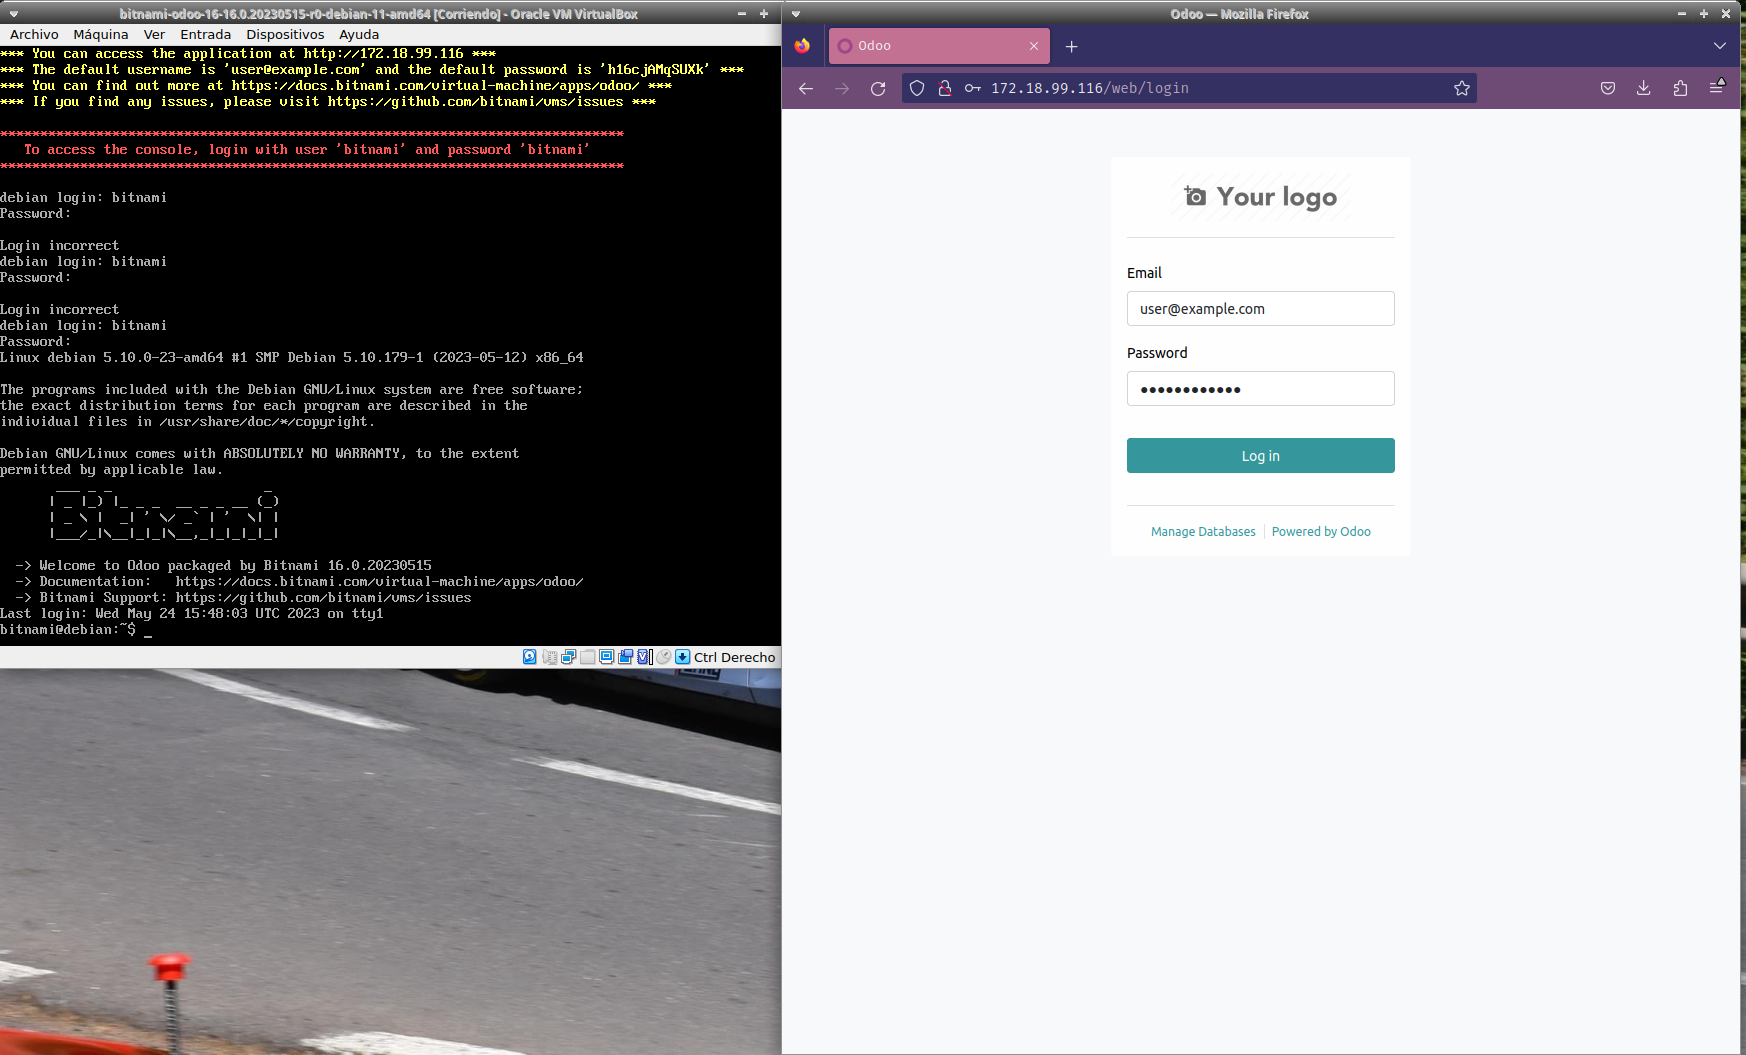 bitnami-odoo-16-16.0.20230515-r0-debian-11-amd64 [Corriendo] - Oracle VM VirtualBox
Archivo Máquina Ver Entrada Dispositivos Ayuda
*** You can access the application at http://172.18.99.116 ***
*** The default username is 'user@example.com' and the default password is 'h16cjAMqSUXk' ***
*** You can find out more at https://docs.bitnami.com/virtual-machine/apps/odoo/ ***
*** If you find any issues, please visit https://github.com/bitnami/vms/issues ***
******************************************************************************
To access the console, login with user 'bitnami' and password 'bitnami'
******************************************************************************
debian login: bitnami
Password:
Login incorrect
debian login: bitnami
Password:
Login incorrect
debian login: bitnami
Password:
Linux debian 5.10.0-23-amd64 #1 SMP Debian 5.10.179-1 (2023-05-12) x86_64
The programs included with the Debian GNU/Linux system are free software;
the exact distribution terms for each program are described in the
individual files in /usr/share/doc/*/copyright.
Debian GNU/Linux comes with ABSOLUTELY NO WARRANTY, to the extent
permitted by applicable law.
Bitnami
-> Welcome to Odoo packaged by Bitnami 16.0.20230515
-> Documentation: https://docs.bitnami.com/virtual-machine/apps/odoo/
-> Bitnami Support: https://github.com/bitnami/vms/issues
Last login: Wed May 24 15:48:03 UTC 2023 on tty1
bitnami@debian:~$ _
Ctrl Derecho
Odoo — Mozilla Firefox
Odoo
172.18.99.116/web/login
Your logo
Email
user@example.com
Password
●●●●●●●●●●●●
Log in
Manage Databases | Powered by Odoo